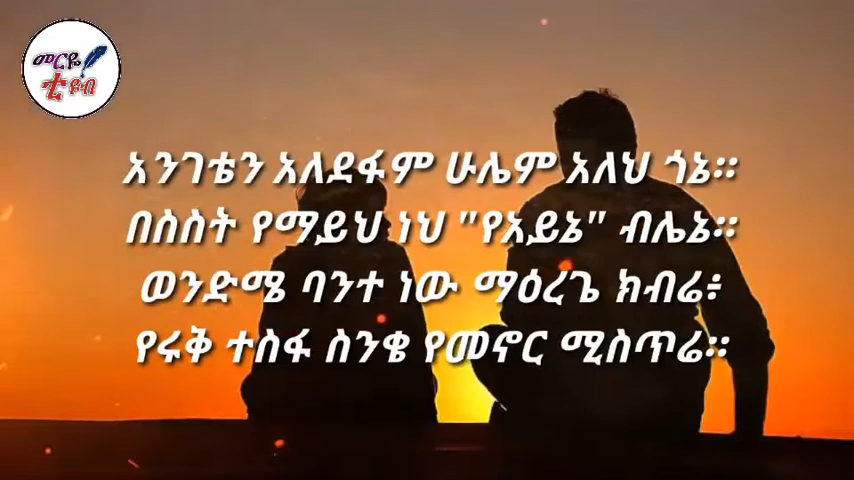 መርዬ
ቲዩብ
አንገቴን አለደፋም ሁሌም አለህ ጎኔ።
በስስት የማይህ ነህ "የአይኔ" ብሌኔ።
ወንድሜ ባንተ ነው ማዕረጌ ክብሬ፥
የሩቅ ተስፋ ስንቄ የመኖር ሚስጥሬ።